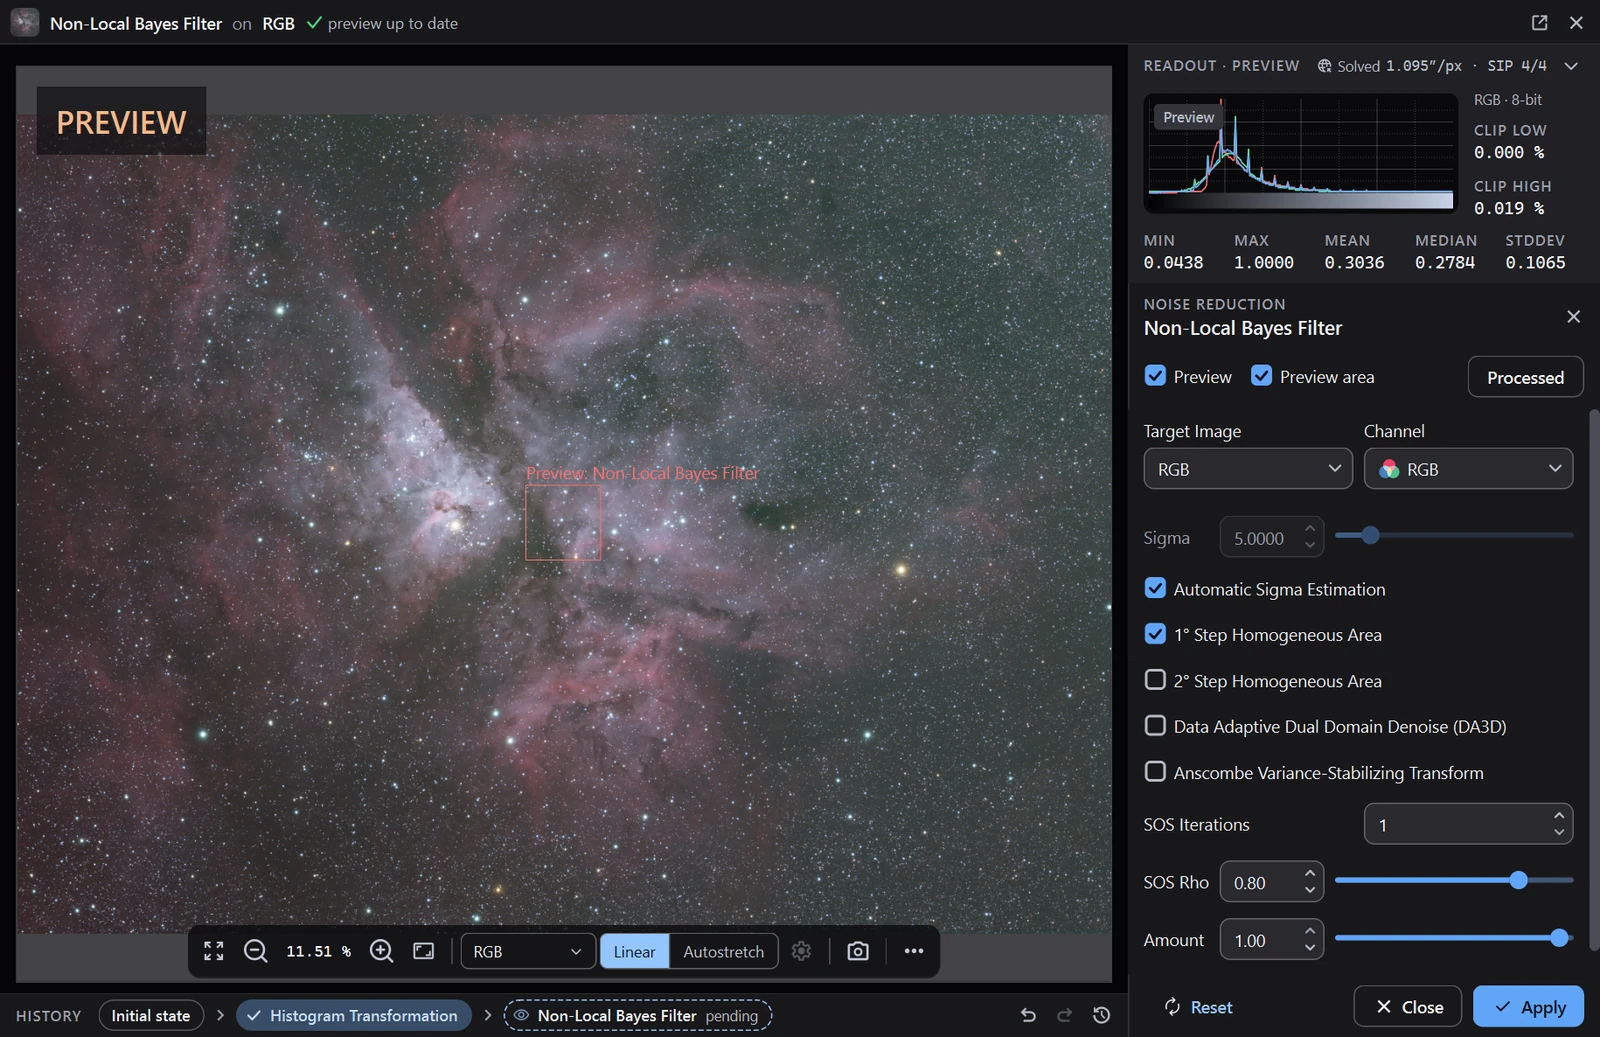 Non-Local Bayes Filter on RGB preview up to date
PREVIEW
Preview: Non-Local Bayes Filter
11.51 %
RGB
Linear
Autostretch
HISTORY
Initial state
Histogram Transformation
Non-Local Bayes Filter pending
READOUT · PREVIEW
Solved 1.095″/px · SIP 4/4
Preview
RGB · 8-bit
CLIP LOW
0.000 %
CLIP HIGH
0.019 %
MIN MAX MEAN MEDIAN STDDEV
0.0438 1.0000 0.3036 0.2784 0.1065
NOISE REDUCTION
Non-Local Bayes Filter
Preview
Preview area
Processed
Target Image
Channel
RGB
RGB
Sigma 5.0000
Automatic Sigma Estimation
1° Step Homogeneous Area
2° Step Homogeneous Area
Data Adaptive Dual Domain Denoise (DA3D)
Anscombe Variance-Stabilizing Transform
SOS Iterations 1
SOS Rho 0.80
Amount 1.00
Reset
Close
Apply